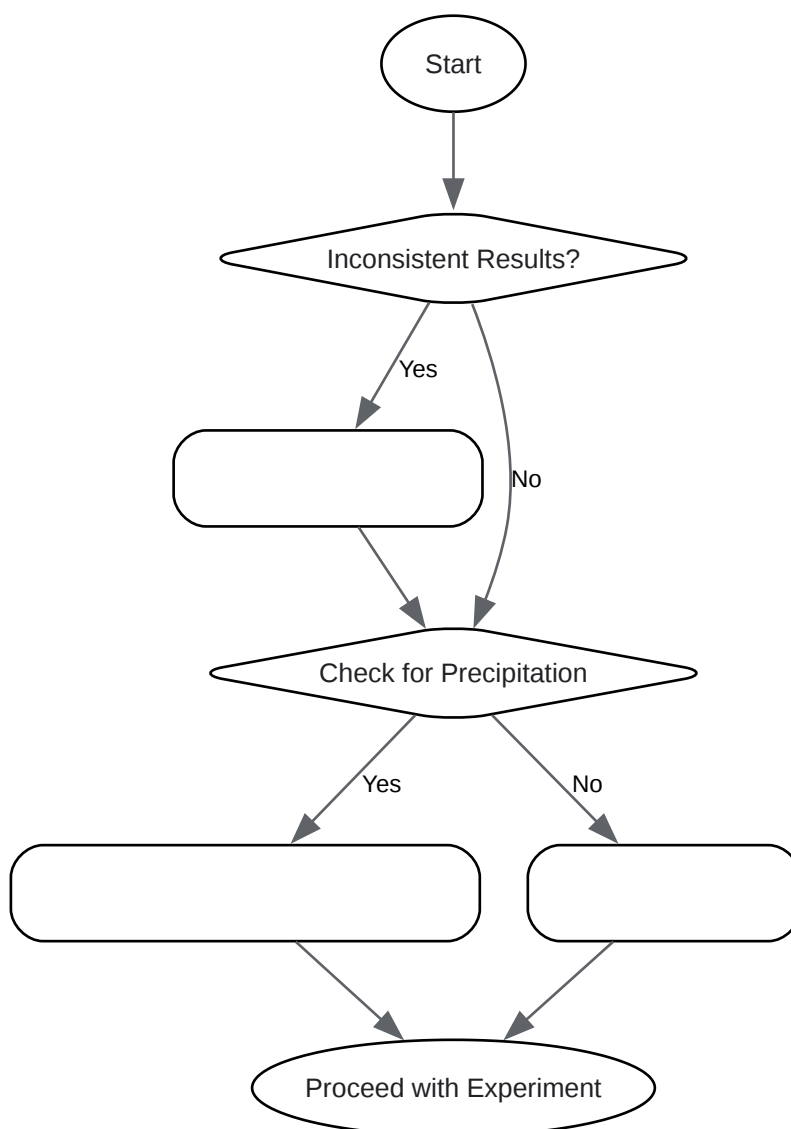 Start
Inconsistent Results?
Yes
No
Check for Precipitation
Yes
No
Proceed with Experiment